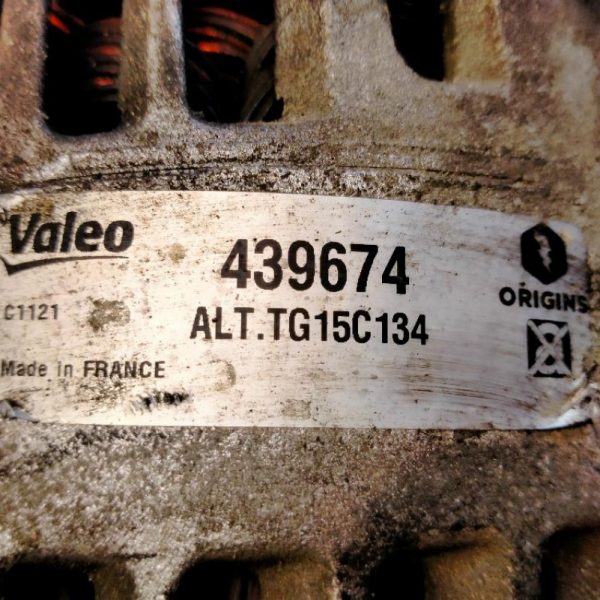 Valeo
439674
ORIGINS
C1121
ALT.TG15C134
Made in FRANCE